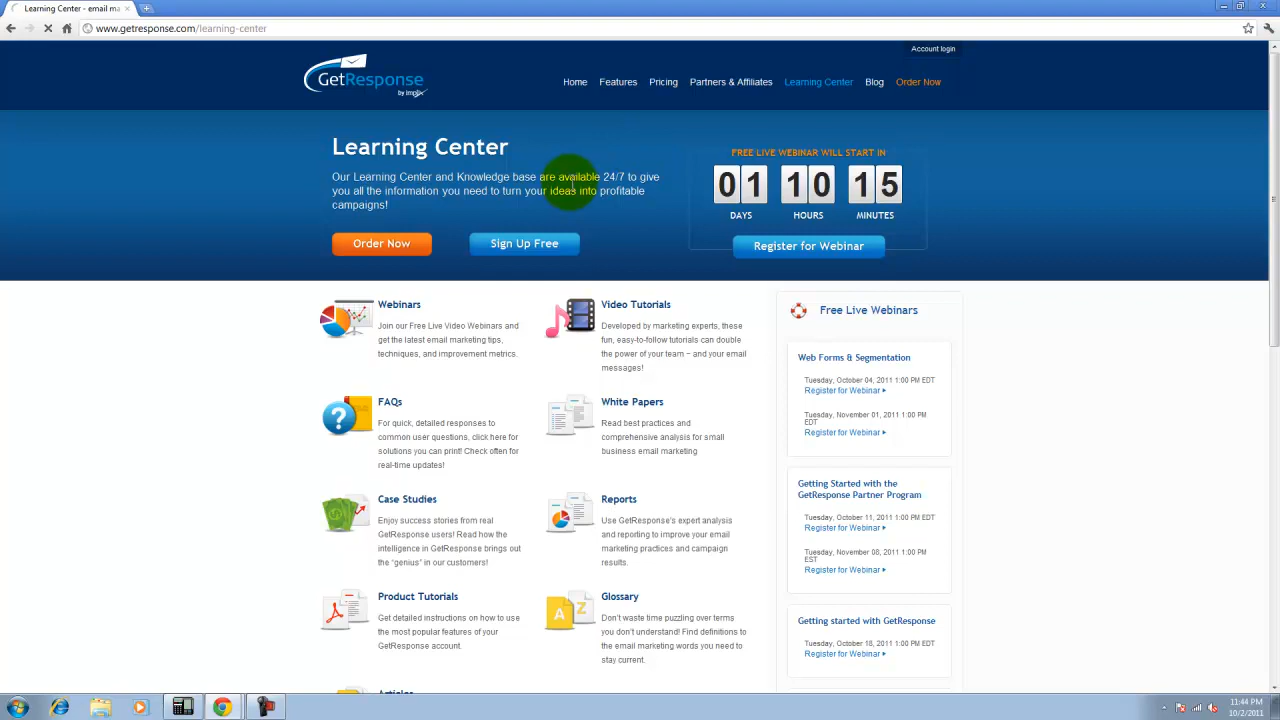 Learning Center - email ma
www.getresponse.com/learning-center
Account login
GetResponse
by Implix
Home Features Pricing Partners & Affiliates Learning Center Blog Order Now
Learning Center
Our Learning Center and Knowledge base are available 24/7 to give
you all the information you need to turn your ideas into profitable
campaigns!
Order Now
Sign Up Free
FREE LIVE WEBINAR WILL START IN
01 10 15
DAYS HOURS MINUTES
Register for Webinar
Webinars
Join our Free Live Video Webinars and
get the latest email marketing tips,
techniques, and improvement metrics.
Video Tutorials
Developed by marketing experts, these
fun, easy-to-follow tutorials can double
the power of your team – and your email
messages!
FAQs
For quick, detailed responses to
common user questions, click here for
solutions you can print! Check often for
real-time updates!
White Papers
Read best practices and
comprehensive analysis for small
business email marketing
Case Studies
Enjoy success stories from real
GetResponse users! Read how the
intelligence in GetResponse brings out
the "genius" in our customers!
Reports
Use GetResponse's expert analysis
and reporting to improve your email
marketing practices and campaign
results.
Product Tutorials
Get detailed instructions on how to use
the most popular features of your
GetResponse account.
Glossary
A Z
Don't waste time puzzling over terms
you don't understand! Find definitions to
the email marketing words you need to
stay current.
Articles
Free Live Webinars
Web Forms & Segmentation
Tuesday, October 04, 2011 1:00 PM EDT
Register for Webinar
Tuesday, November 01, 2011 1:00 PM
EDT
Register for Webinar
Getting Started with the
GetResponse Partner Program
Tuesday, October 11, 2011 1:00 PM EDT
Register for Webinar
Tuesday, November 08, 2011 1:00 PM
EST
Register for Webinar
Getting started with GetResponse
Tuesday, October 18, 2011 1:00 PM EDT
Register for Webinar
11:44 PM
10/2/2011